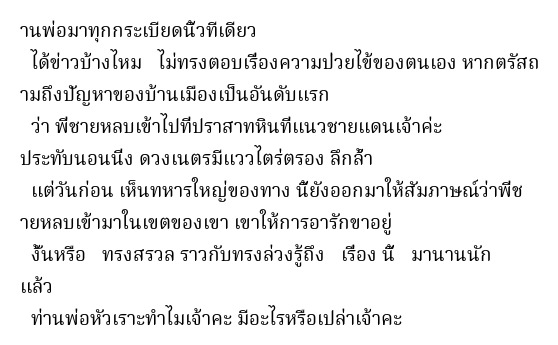 านพ่อมาทุกกระเบียดนิ้วทีเดียว
ได้ข่าวบ้างไหม ไม่ทรงตอบเรื่องความป่วยไข้ของตนเอง หากตรัสถ
ามถึงปัญหาของบ้านเมืองเป็นอันดับแรก
ว่า พี่ชายหลบเข้าไปที่ปราสาทหินที่แนวชายแดนเจ้าค่ะ
ประทับนอนนิ่ง ดวงเนตรมีแววไตร่ตรอง ลึกล้ำ
แต่วันก่อน เห็นทหารใหญ่ของทาง นี้ยังออกมาให้สัมภาษณ์ว่าพี่ช
ายหลบเข้ามาในเขตของเขา เขาให้การอารักขาอยู่
งั้นหรือ ทรงสรวล ราวกับทรงล่วงรู้ถึง เรื่อง นี้ มานานนัก
แล้ว
ท่านพ่อหัวเราะทำไมเจ้าคะ มีอะไรหรือเปล่าเจ้าคะ